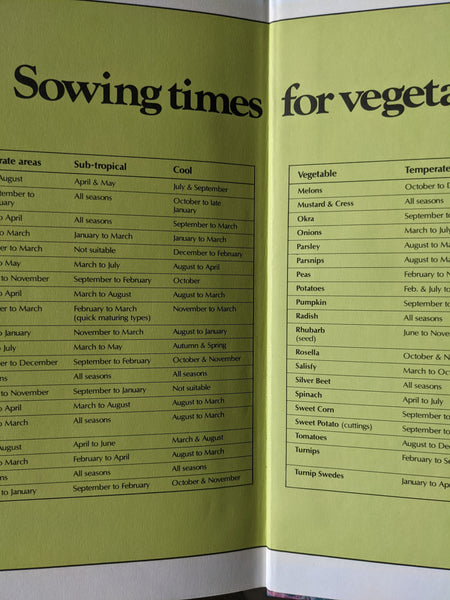 Sowing times for vegeta
rate areas Sub-tropical Cool
August April & May July & September
tember to All seasons October to late
January
to April All seasons September to March
January to March January to March
er to March Not suitable December to February
to May March to July August to April
to November September to February October
to April March to August August to March
er to March February to March November to March
(quick maturing types)
to January November to March August to January
July March to May Autumn & Spring
er to December September to February October & November
ns All seasons All seasons
to November September to January Not suitable
April March to August August to March
o March All seasons August to March
August April to June March & August
o March February to April August to March
ns All seasons All seasons
to January September to February October & November
Vegetable Temperate
Melons October to D
Mustard & Cress All seasons
Okra September to
Onions March to July
Parsley August to Ma
Parsnips August to Ma
Peas February to N
Potatoes Feb. & July to
Pumpkin September to
Radish All seasons
Rhubarb June to Nove
(seed)
Rosella October & N
Salsify March to Oc
Silver Beet All seasons
Spinach April to July
Sweet Corn September to
Sweet Potato (cuttings) September to
Tomatoes August to De
Turnips February to S
Turnip Swedes January to Ap